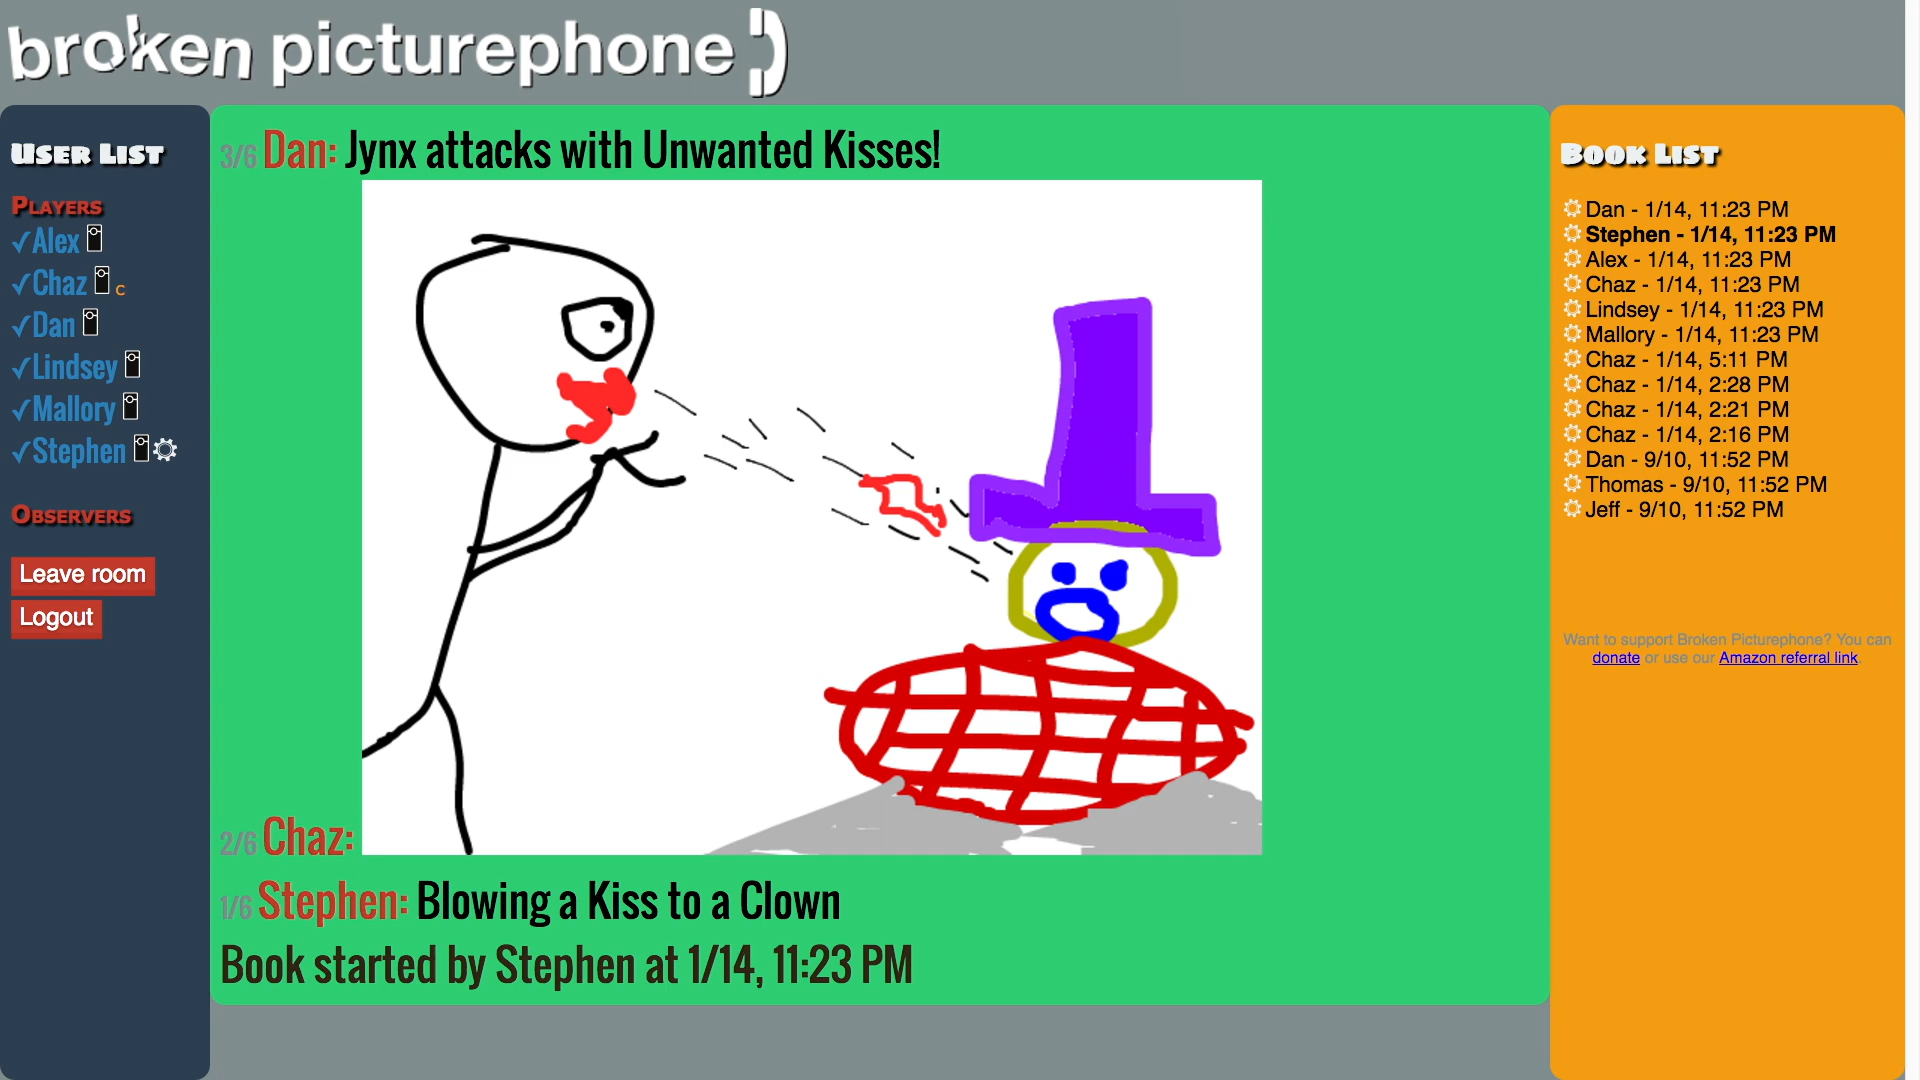 broken picturephone
User List
Players
✓Alex
✓Chaz c
✓Dan
✓Lindsey
✓Mallory
✓Stephen
Observers
Leave room
Logout
3/6 Dan: Jynx attacks with Unwanted Kisses!
2/6 Chaz:
1/6 Stephen: Blowing a Kiss to a Clown
Book started by Stephen at 1/14, 11:23 PM
Book List
Dan - 1/14, 11:23 PM
Stephen - 1/14, 11:23 PM
Alex - 1/14, 11:23 PM
Chaz - 1/14, 11:23 PM
Lindsey - 1/14, 11:23 PM
Mallory - 1/14, 11:23 PM
Chaz - 1/14, 5:11 PM
Chaz - 1/14, 2:28 PM
Chaz - 1/14, 2:21 PM
Chaz - 1/14, 2:16 PM
Dan - 9/10, 11:52 PM
Thomas - 9/10, 11:52 PM
Jeff - 9/10, 11:52 PM
Want to support Broken Picturephone? You can
donate or use our Amazon referral link.